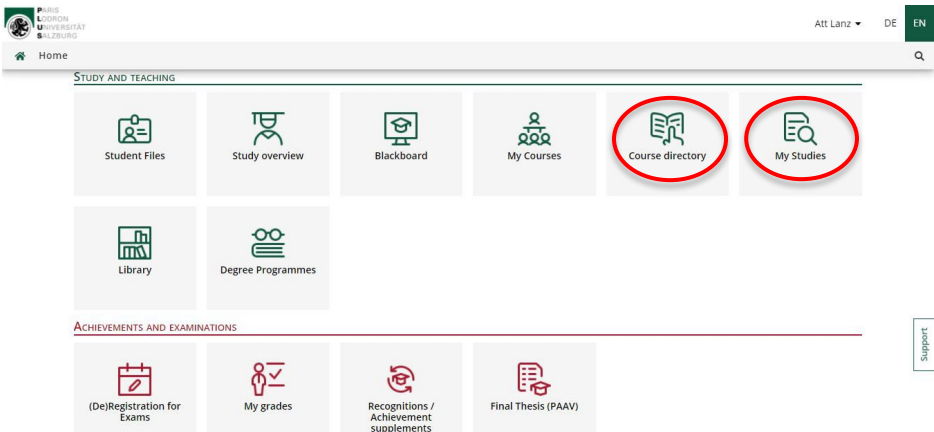 PARIS
LODRON
UNIVERSITÄT
SALZBURG
Att Lanz DE EN
Home
STUDY AND TEACHING
Student Files
Study overview
Blackboard
My Courses
Course directory
My Studies
Library
Degree Programmes
ACHIEVEMENTS AND EXAMINATIONS
Support
(De)Registration for
Exams
My grades
Recognitions /
Achievement
supplements
Final Thesis (PAAV)